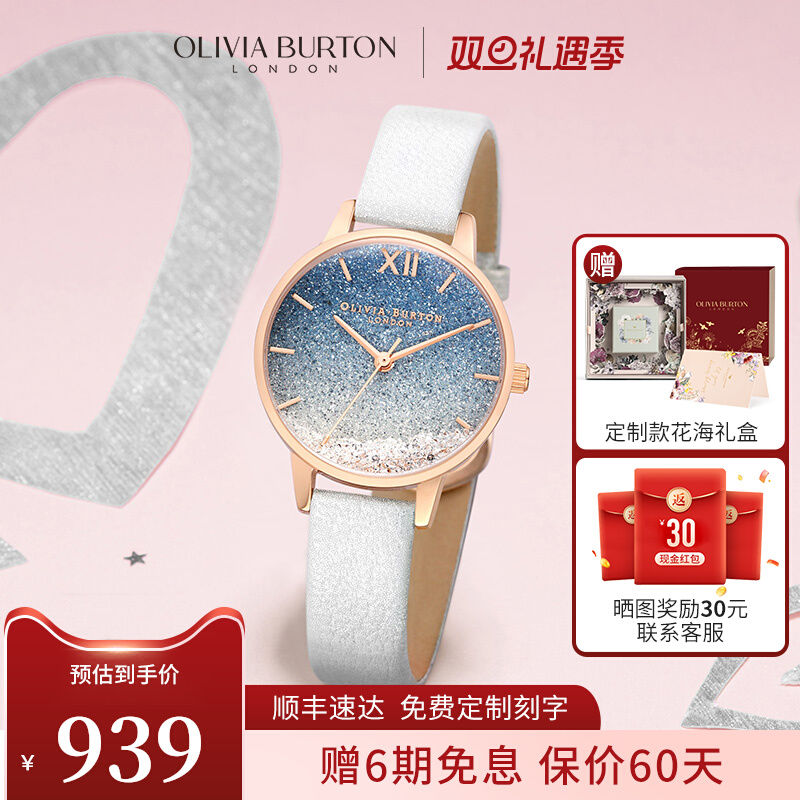 OLIVIA BURTON
LONDON
双旦礼遇季
XII
OLIVIA BURTON
LONDON
赠
OLIVIA BURTON
LONDON
定制款花海礼盒
返
¥30
现金红包
晒图奖励30元
联系客服
预估到手价
¥ 939
顺丰速达 免费定制刻字
赠6期免息 保价60天